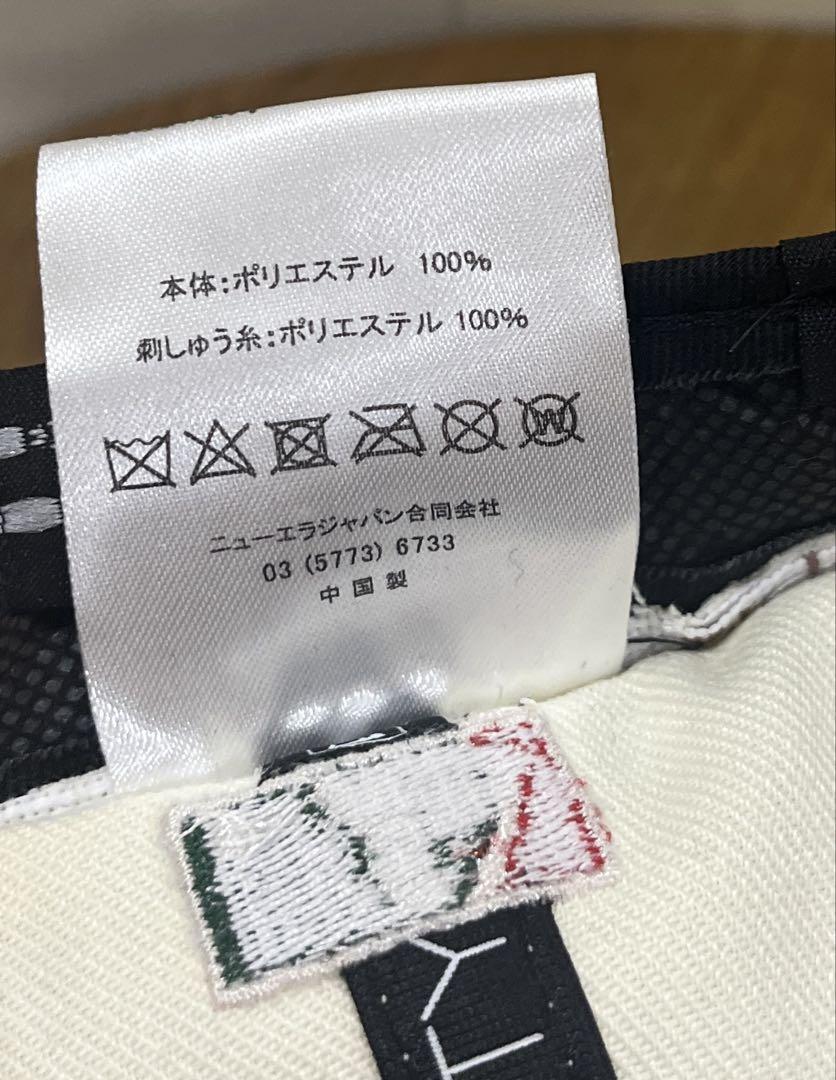 本体:ポリエステル 100%
刺しゅう糸:ポリエステル 100%
W
ニューエラジャパン合同会社
03 (5773) 6733
中国製
TY